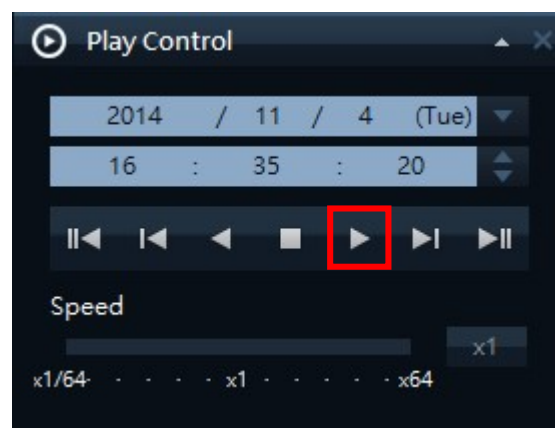 Play Control
2014 / 11 / 4 (Tue)
16 : 35 : 20
Speed
x1
x1/64 · · · · · x1 · · · · · x64